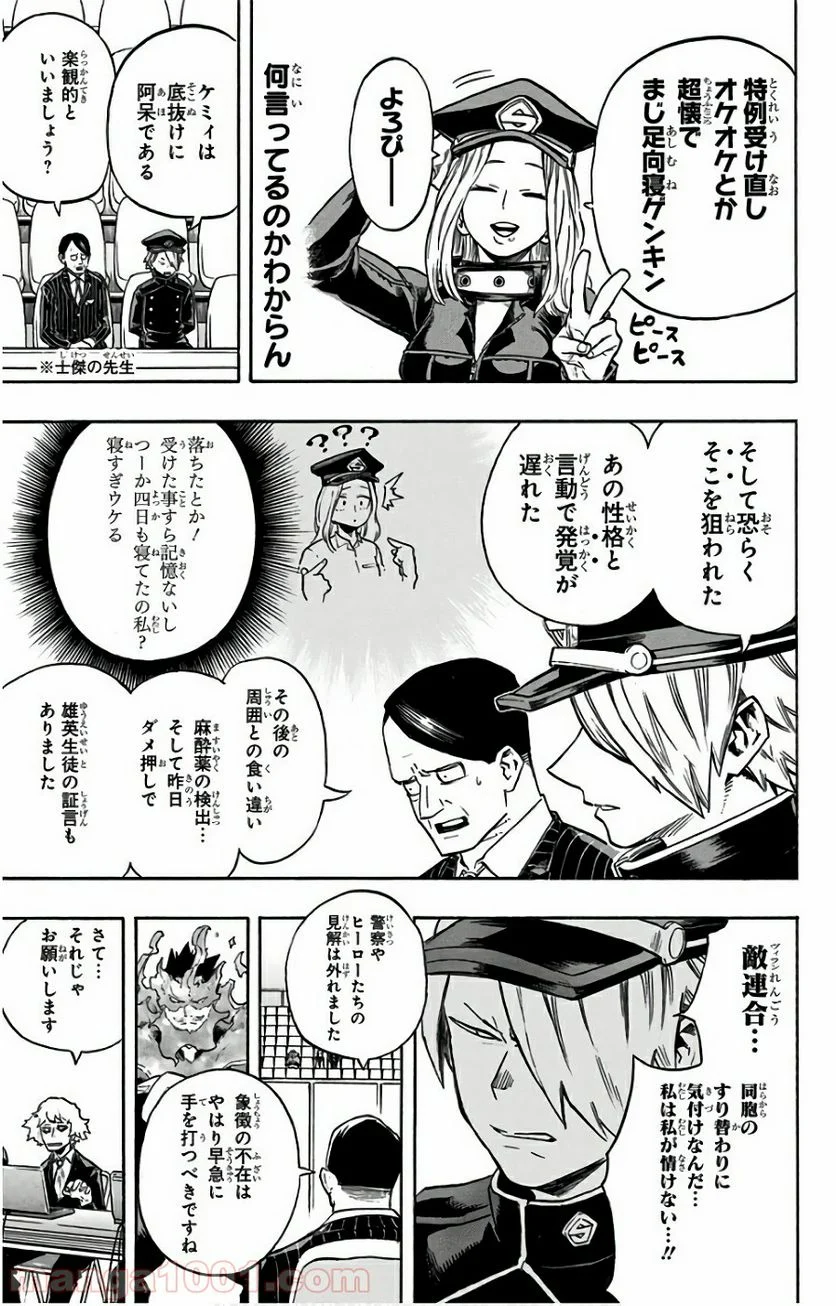 特例受け直し
オケオケとか
超懐で
まじ足向寝ゲンキン
よろぴー
ピース
ピース
何言ってるのかわからん
ケミィは
底抜けに
阿呆である
楽観的と
いいましょう?
※士傑の先生
そして恐らく
そこを狙われた
あの性格と
言動で発覚が
遅れた
???
落ちたとか!
受けた事すら記憶ないし
つーか四日も寝てたの私?
寝すぎウケる
その後の
周囲との食い違い
麻酔薬の検出…
そして昨日
ダメ押しで
雄英生徒の証言も
ありました
敵連合…
同胞の
すり替わりに
気付けなんだ…
私は私が情けない…!!
警察や
ヒーローたちの
見解は外れました
象徴の不在は
やはり早急に
手を打つべきですね
さて…
それじゃ
お願いします
manga1001.com